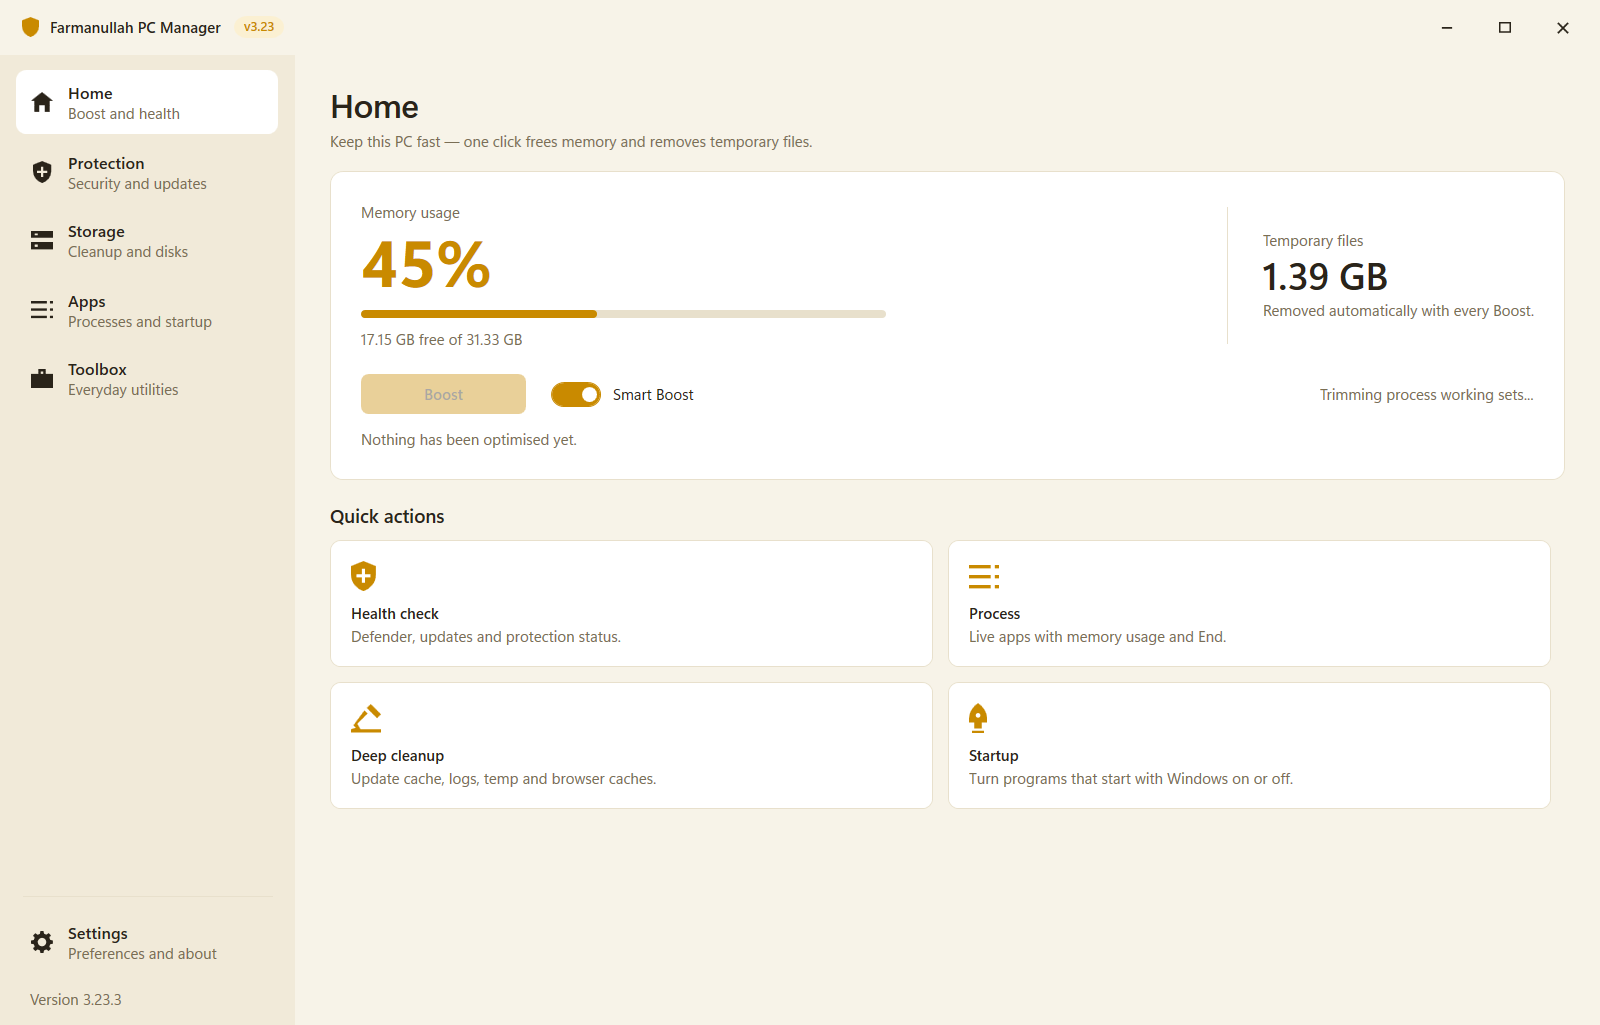 Farmanullah PC Manager v3.23
Home
Boost and health
Protection
Security and updates
Storage
Cleanup and disks
Apps
Processes and startup
Toolbox
Everyday utilities
Settings
Preferences and about
Version 3.23.3
Home
Keep this PC fast — one click frees memory and removes temporary files.
Memory usage
45%
17.15 GB free of 31.33 GB
Temporary files
1.39 GB
Removed automatically with every Boost.
Boost
Smart Boost
Trimming process working sets...
Nothing has been optimised yet.
Quick actions
Health check
Defender, updates and protection status.
Process
Live apps with memory usage and End.
Deep cleanup
Update cache, logs, temp and browser caches.
Startup
Turn programs that start with Windows on or off.